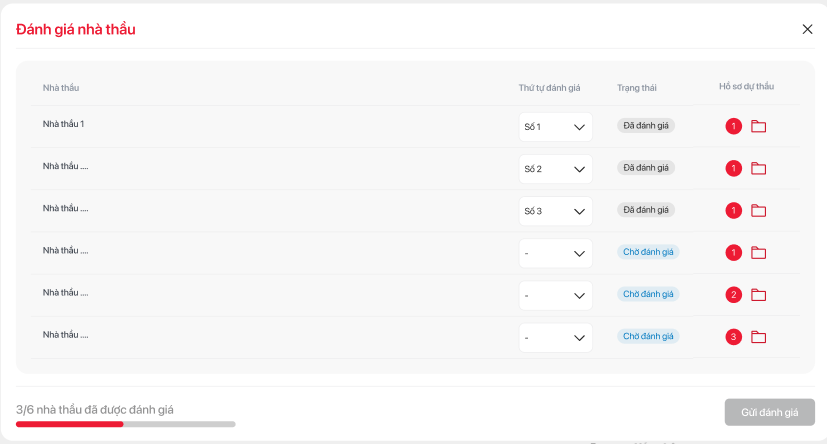 Đánh giá nhà thầu
Nhà thầu Thứ tự đánh giá Trạng thái Hồ sơ dự thầu
Nhà thầu 1 Số 1 Đã đánh giá 1
Nhà thầu .... Số 2 Đã đánh giá 1
Nhà thầu .... Số 3 Đã đánh giá 1
Nhà thầu .... - Chờ đánh giá 1
Nhà thầu .... - Chờ đánh giá 2
Nhà thầu .... - Chờ đánh giá 3
3/6 nhà thầu đã được đánh giá
Gửi đánh giá